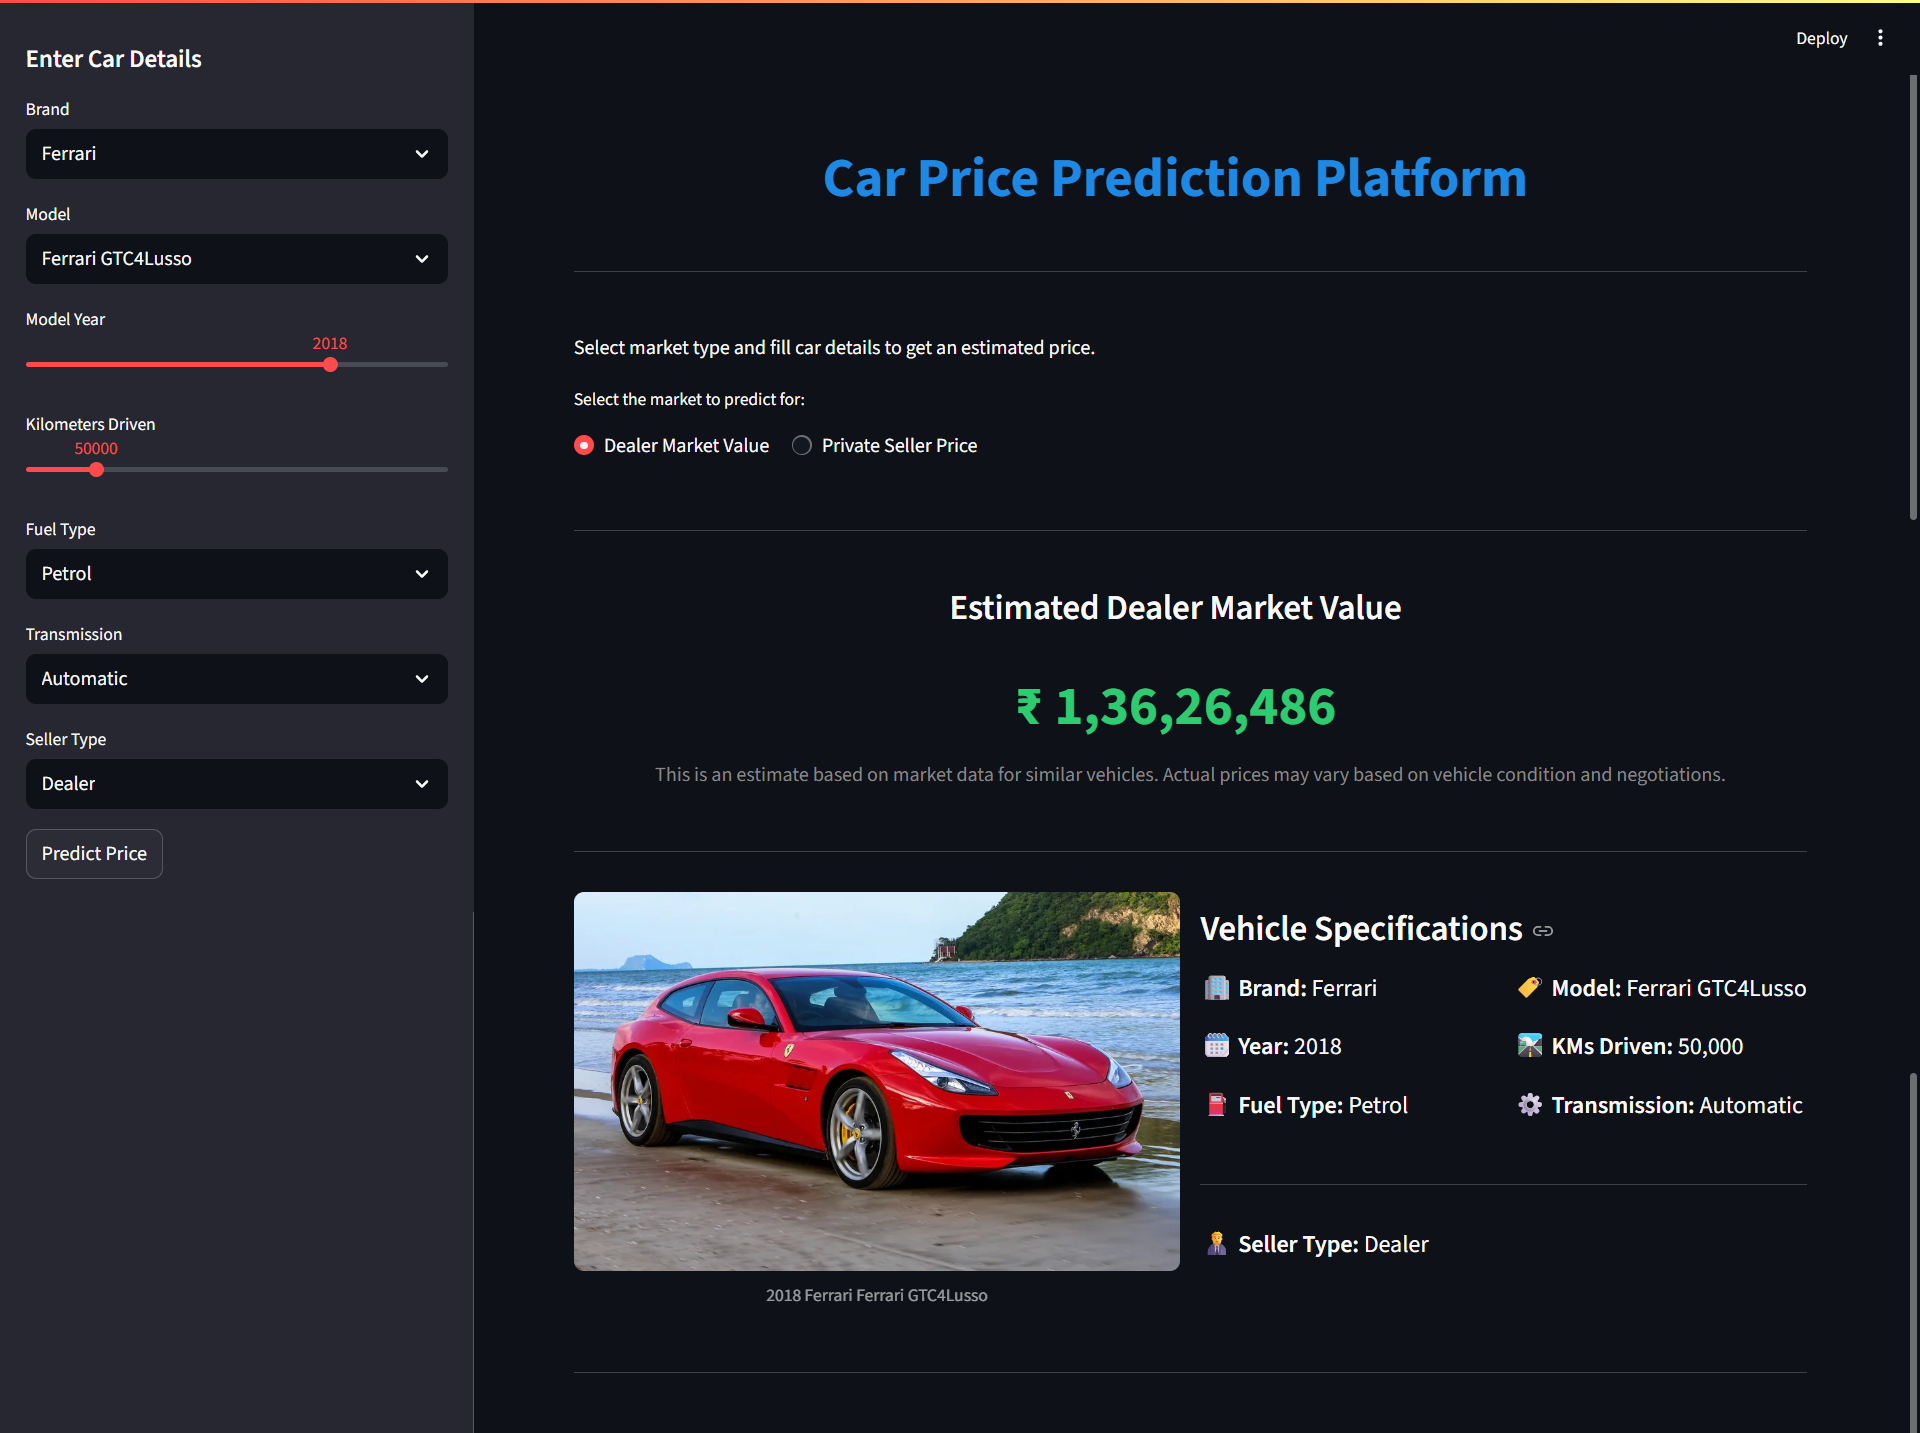 Deploy
Enter Car Details
Brand
Ferrari
Model
Ferrari GTC4Lusso
Model Year
2018
Kilometers Driven
50000
Fuel Type
Petrol
Transmission
Automatic
Seller Type
Dealer
Predict Price
Car Price Prediction Platform
Select market type and fill car details to get an estimated price.
Select the market to predict for:
Dealer Market Value Private Seller Price
Estimated Dealer Market Value
₹ 1,36,26,486
This is an estimate based on market data for similar vehicles. Actual prices may vary based on vehicle condition and negotiations.
2018 Ferrari Ferrari GTC4Lusso
Vehicle Specifications
Brand: Ferrari Model: Ferrari GTC4Lusso
Year: 2018 KMs Driven: 50,000
Fuel Type: Petrol Transmission: Automatic
Seller Type: Dealer